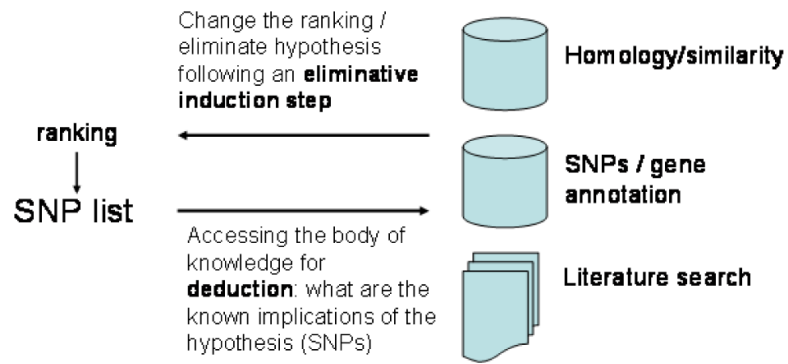 Change the ranking /
eliminate hypothesis
following an eliminative
induction step
Homology/similarity
ranking
SNPs / gene
annotation
SNP list
Accessing the body of
knowledge for
deduction: what are the
known implications of the
hypothesis (SNPs)
Literature search